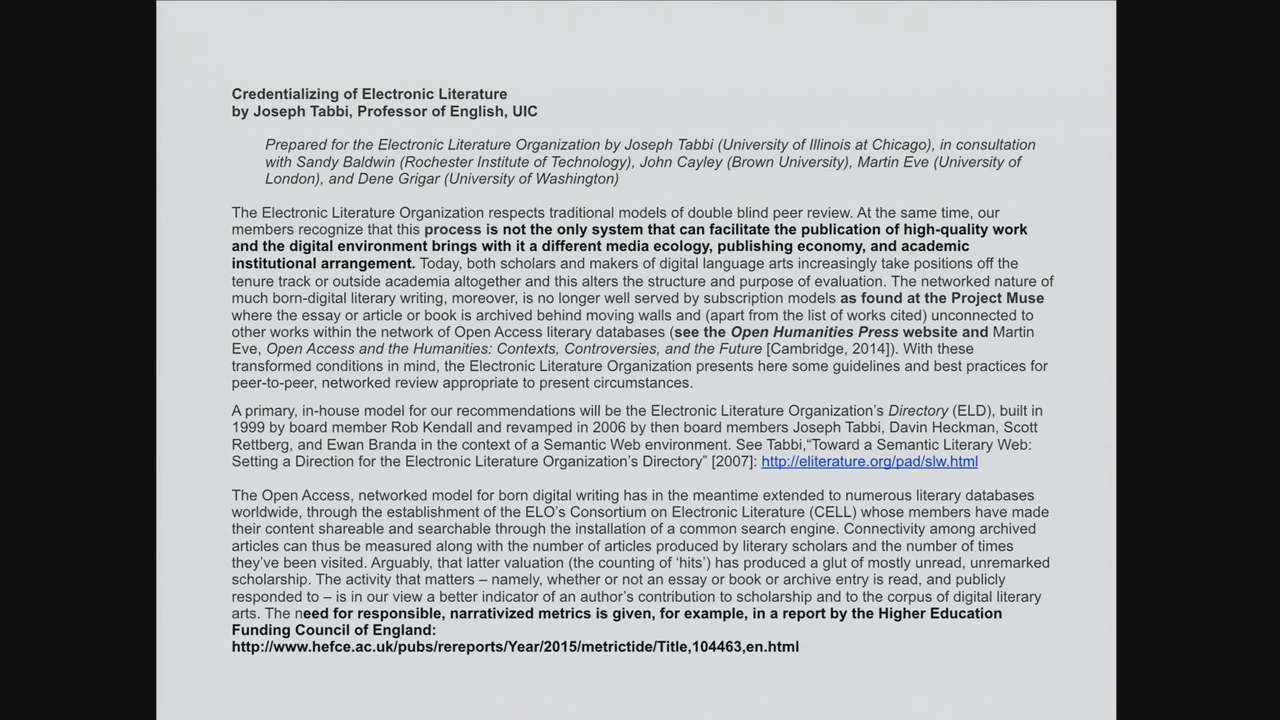 Credentializing of Electronic Literature
by Joseph Tabbi, Professor of English, UIC
Prepared for the Electronic Literature Organization by Joseph Tabbi (University of Illinois at Chicago), in consultation
with Sandy Baldwin (Rochester Institute of Technology), John Cayley (Brown University), Martin Eve (University of
London), and Dene Grigar (University of Washington)
The Electronic Literature Organization respects traditional models of double blind peer review. At the same time, our
members recognize that this process is not the only system that can facilitate the publication of high-quality work
and the digital environment brings with it a different media ecology, publishing economy, and academic
institutional arrangement. Today, both scholars and makers of digital language arts increasingly take positions off the
tenure track or outside academia altogether and this alters the structure and purpose of evaluation. The networked nature of
much born-digital literary writing, moreover, is no longer well served by subscription models as found at the Project Muse
where the essay or article or book is archived behind moving walls and (apart from the list of works cited) unconnected to
other works within the network of Open Access literary databases (see the Open Humanities Press website and Martin
Eve, Open Access and the Humanities: Contexts, Controversies, and the Future [Cambridge, 2014]). With these
transformed conditions in mind, the Electronic Literature Organization presents here some guidelines and best practices for
peer-to-peer, networked review appropriate to present circumstances.
A primary, in-house model for our recommendations will be the Electronic Literature Organization's Directory (ELD), built in
1999 by board member Rob Kendall and revamped in 2006 by then board members Joseph Tabbi, Davin Heckman, Scott
Rettberg, and Ewan Branda in the context of a Semantic Web environment. See Tabbi,“Toward a Semantic Literary Web:
Setting a Direction for the Electronic Literature Organization's Directory” [2007]: http://eliterature.org/pad/slw.html
The Open Access, networked model for born digital writing has in the meantime extended to numerous literary databases
worldwide, through the establishment of the ELO's Consortium on Electronic Literature (CELL) whose members have made
their content shareable and searchable through the installation of a common search engine. Connectivity among archived
articles can thus be measured along with the number of articles produced by literary scholars and the number of times
they've been visited. Arguably, that latter valuation (the counting of 'hits') has produced a glut of mostly unread, unremarked
scholarship. The activity that matters – namely, whether or not an essay or book or archive entry is read, and publicly
responded to – is in our view a better indicator of an author's contribution to scholarship and to the corpus of digital literary
arts. The need for responsible, narrativized metrics is given, for example, in a report by the Higher Education
Funding Council of England:
http://www.hefce.ac.uk/pubs/rereports/Year/2015/metrictide/Title,104463,en.html